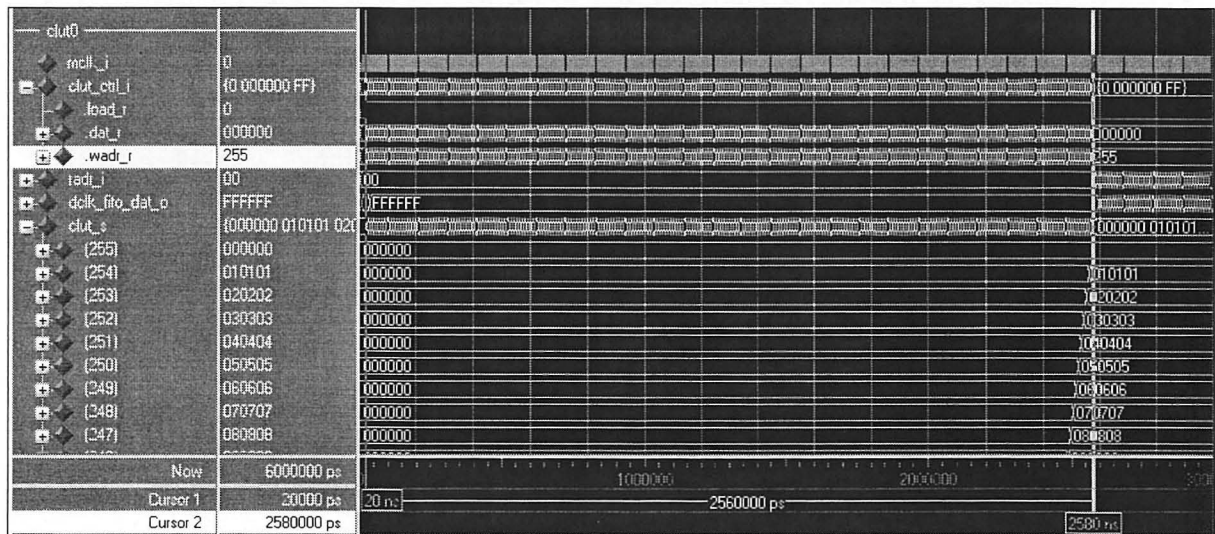 clut0
mclk_i 0
clut_ctrl_i {0 000000 FF} {0 000000 FF}
.load_r 0
.dat_r 000000 000000
.wadr_r 255 255
radr_i 00 00
dclk_fifo_dat_o FFFFFF FFFFFF
clut_s {000000 010101 020 {000000 010101...
(255) 000000 000000
(254) 010101 000000 010101
(253) 020202 000000 020202
(252) 030303 000000 030303
(251) 040404 000000 040404
(250) 050505 000000 050505
(249) 060606 000000 060606
(248) 070707 000000 070707
(247) 080808 000000 080808
Now 6000000 ps 1000000 2000000
Cursor 1 20000 ps 20 ns 2560000 ps
Cursor 2 2580000 ps 2580 ns